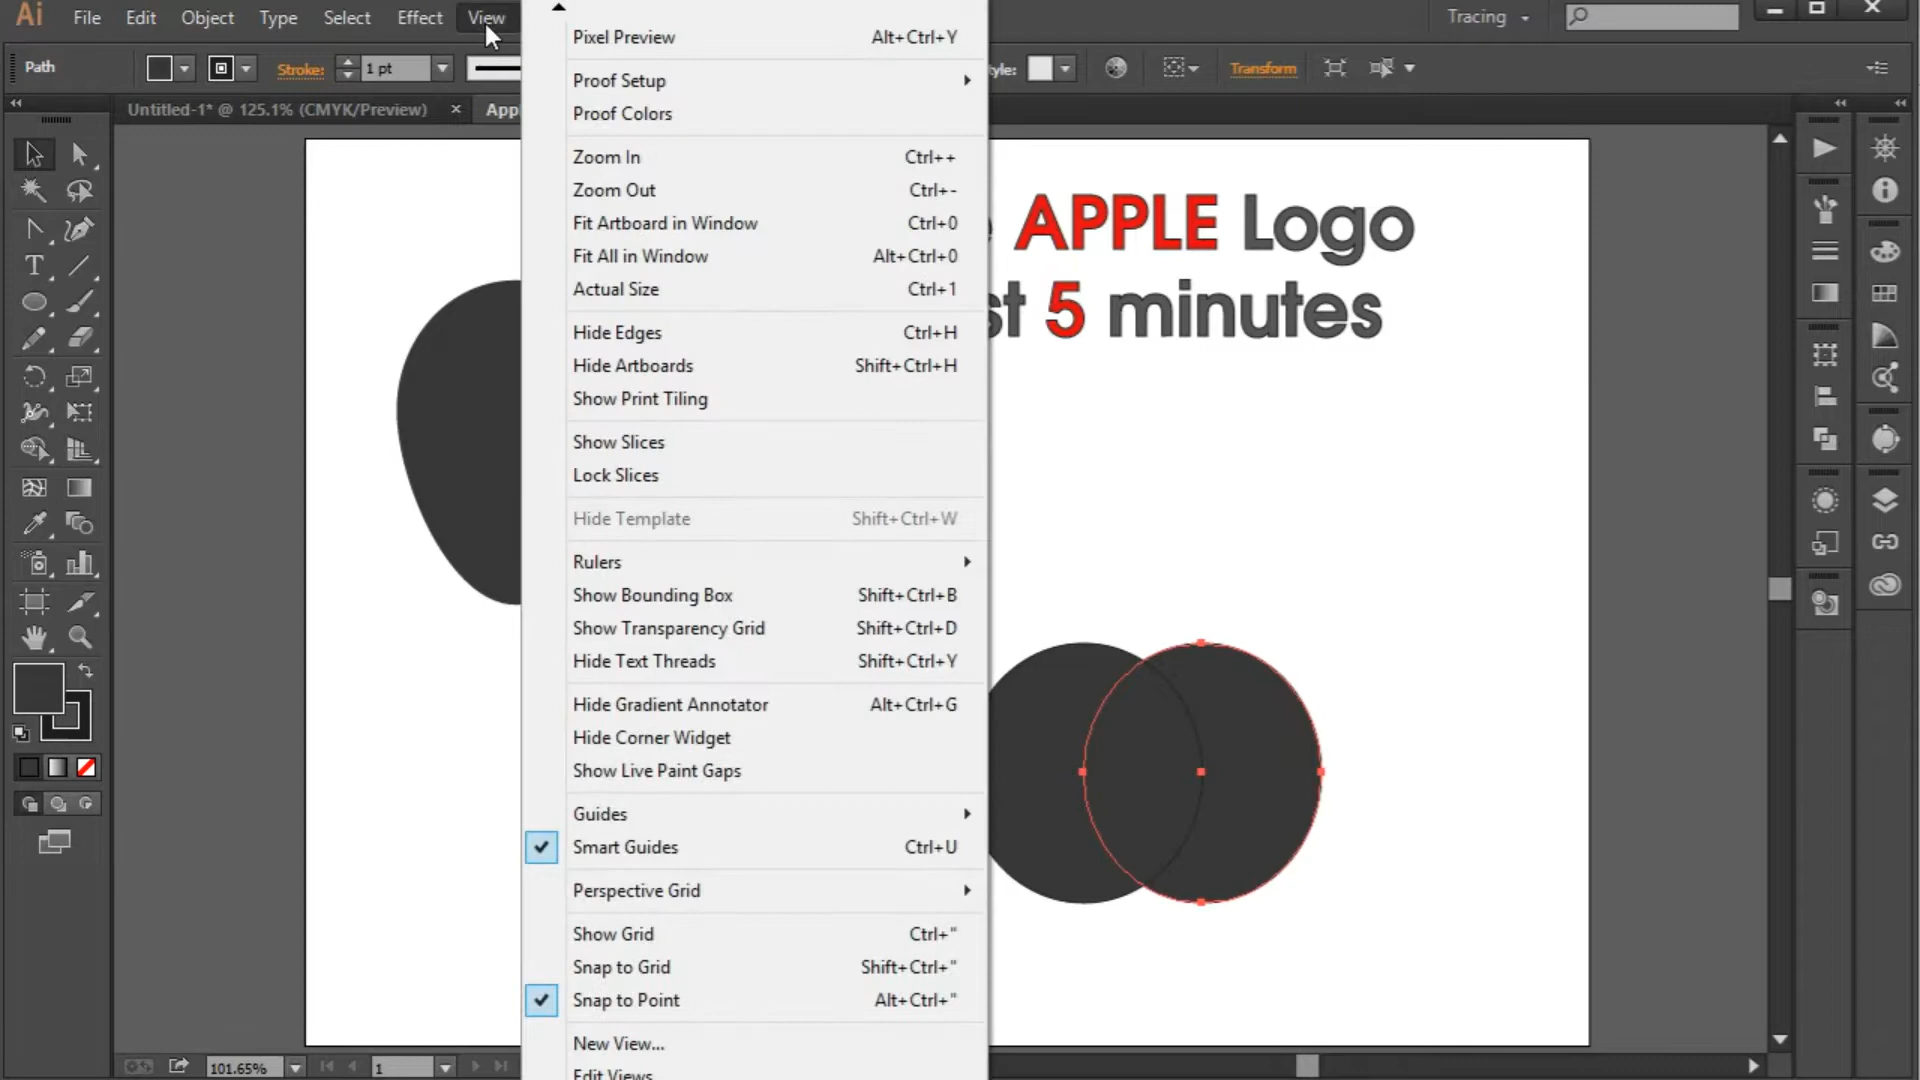 Ai File Edit Object Type Select Effect View
Tracing
Path
Stroke:
1 pt
Transform
Untitled-1* @ 125.1% (CMYK/Preview) ×
Pixel Preview Alt+Ctrl+Y
Proof Setup
Proof Colors
Zoom In Ctrl++
Zoom Out Ctrl+-
Fit Artboard in Window Ctrl+0
Fit All in Window Alt+Ctrl+0
Actual Size Ctrl+1
Hide Edges Ctrl+H
Hide Artboards Shift+Ctrl+H
Show Print Tiling
Show Slices
Lock Slices
Hide Template Shift+Ctrl+W
Rulers
Show Bounding Box Shift+Ctrl+B
Show Transparency Grid Shift+Ctrl+D
Hide Text Threads Shift+Ctrl+Y
Hide Gradient Annotator Alt+Ctrl+G
Hide Corner Widget
Show Live Paint Gaps
Guides
Smart Guides Ctrl+U
Perspective Grid
Show Grid Ctrl+"
Snap to Grid Shift+Ctrl+"
Snap to Point Alt+Ctrl+"
New View...
Edit Views...
APPLE Logo
5 minutes
101.65%
1